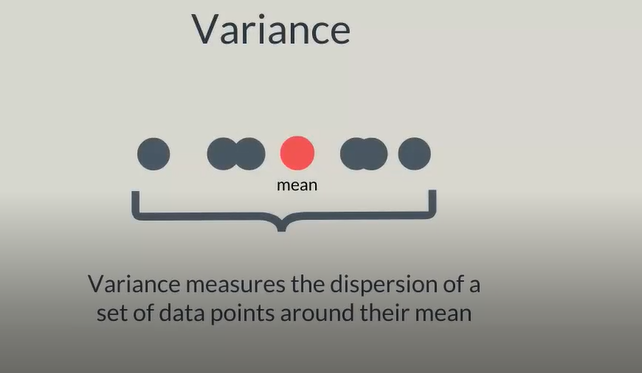 Variance
mean
Variance measures the dispersion of a
set of data points around their mean